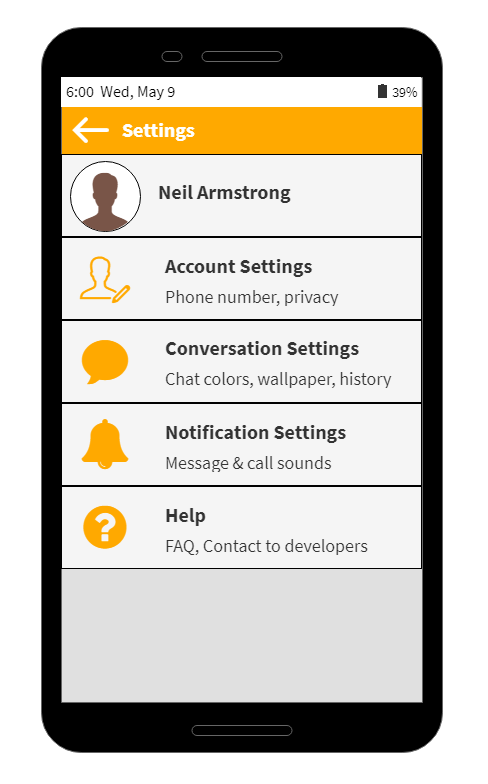 6:00 Wed, May 9 39%
Settings
Neil Armstrong
Account Settings
Phone number, privacy
Conversation Settings
Chat colors, wallpaper, history
Notification Settings
Message & call sounds
?
Help
FAQ, Contact to developers